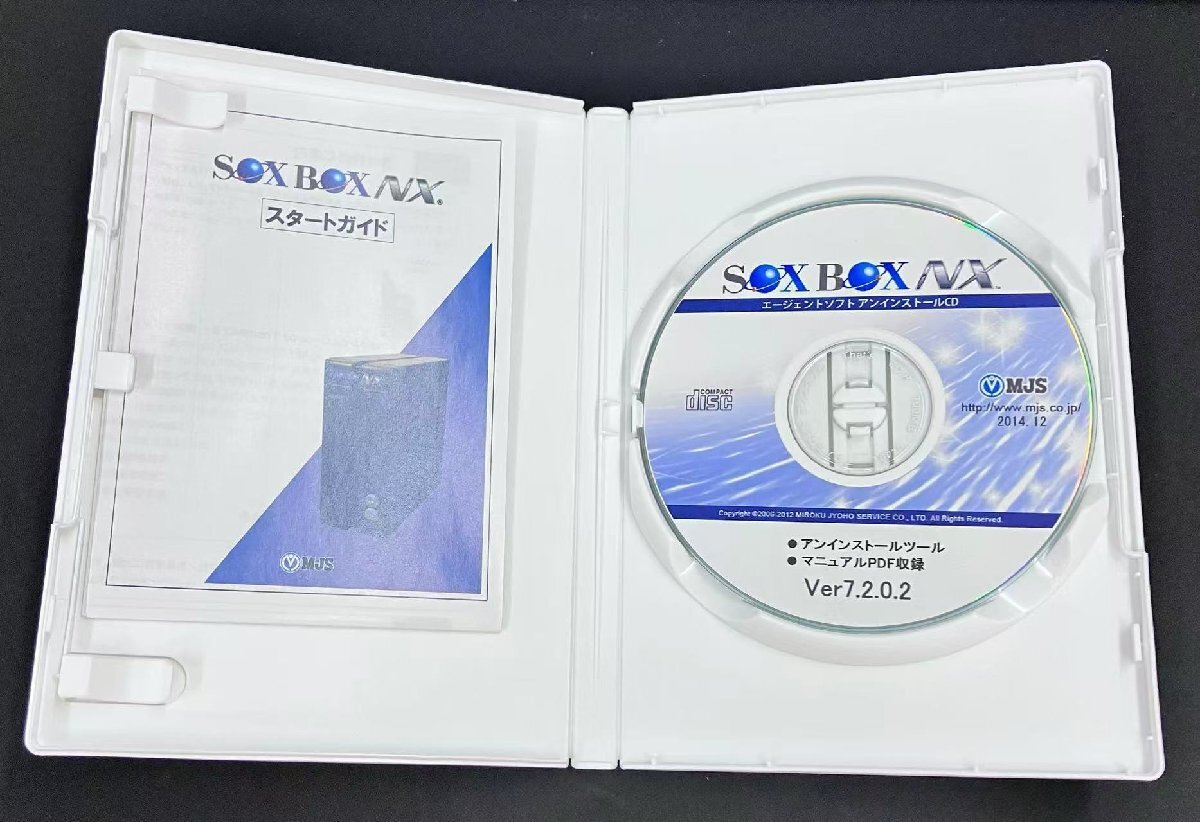 SOX BOX NX®
スタートガイド
MJS
SOX BOX NX™
エージェントソフト アンインストールCD
COMPACT
disc
MJS
http://www.mjs.co.jp/
2014.12
Copyright ©2006-2012 MIROKU JYOHO SERVICE CO., LTD. All Rights Reserved.
●アンインストールツール
●マニュアルPDF収録
Ver7.2.0.2